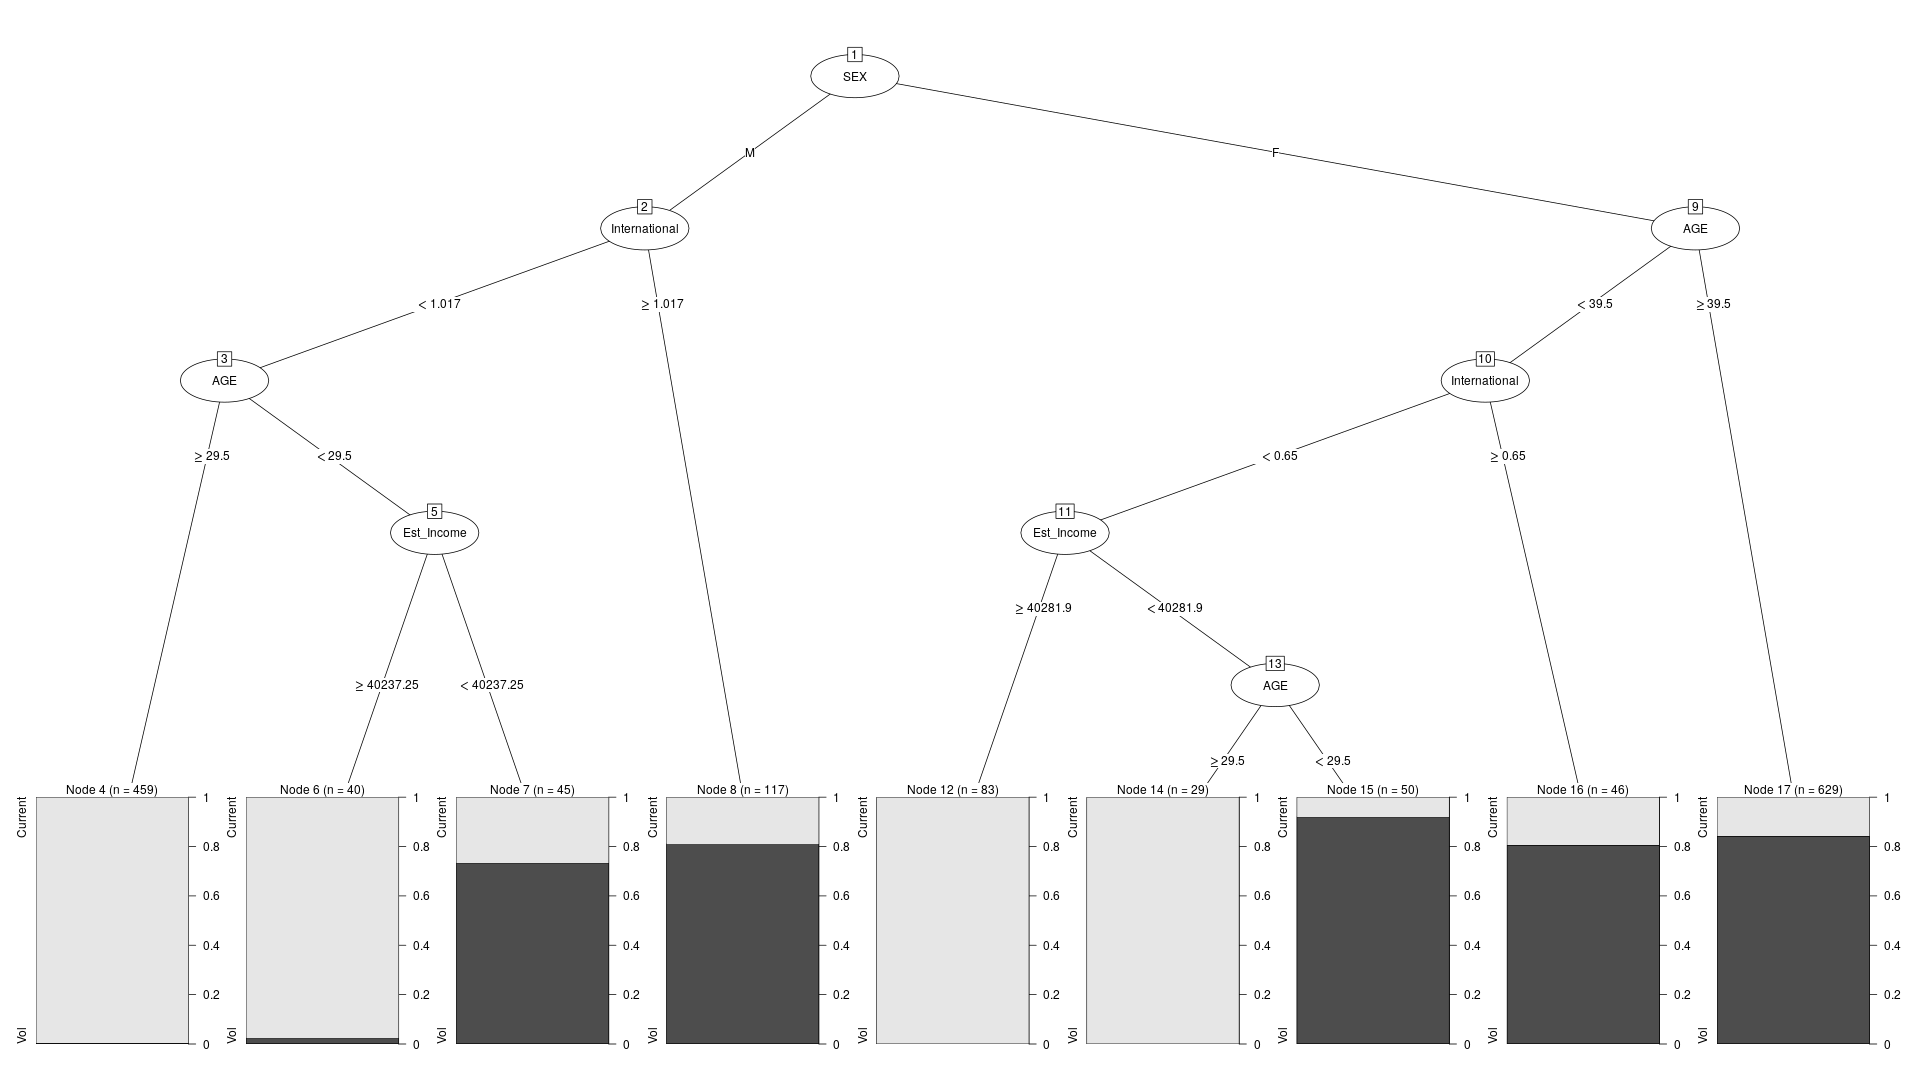 1
SEX
M
F
2
International
9
AGE
< 1.017
≥ 1.017
< 39.5
≥ 39.5
3
AGE
10
International
≥ 29.5
< 29.5
< 0.65
≥ 0.65
5
Est_Income
11
Est_Income
≥ 40281.9
< 40281.9
13
AGE
≥ 40237.25
< 40237.25
≥ 29.5
< 29.5
Node 4 (n = 459)
Current
Vol
1
0.8
0.6
0.4
0.2
0
Node 6 (n = 40)
Current
Vol
1
0.8
0.6
0.4
0.2
0
Node 7 (n = 45)
Current
Vol
1
0.8
0.6
0.4
0.2
0
Node 8 (n = 117)
Current
Vol
1
0.8
0.6
0.4
0.2
0
Node 12 (n = 83)
Current
Vol
1
0.8
0.6
0.4
0.2
0
Node 14 (n = 29)
Current
Vol
1
0.8
0.6
0.4
0.2
0
Node 15 (n = 50)
Current
Vol
1
0.8
0.6
0.4
0.2
0
Node 16 (n = 46)
Current
Vol
1
0.8
0.6
0.4
0.2
0
Node 17 (n = 629)
Current
Vol
1
0.8
0.6
0.4
0.2
0